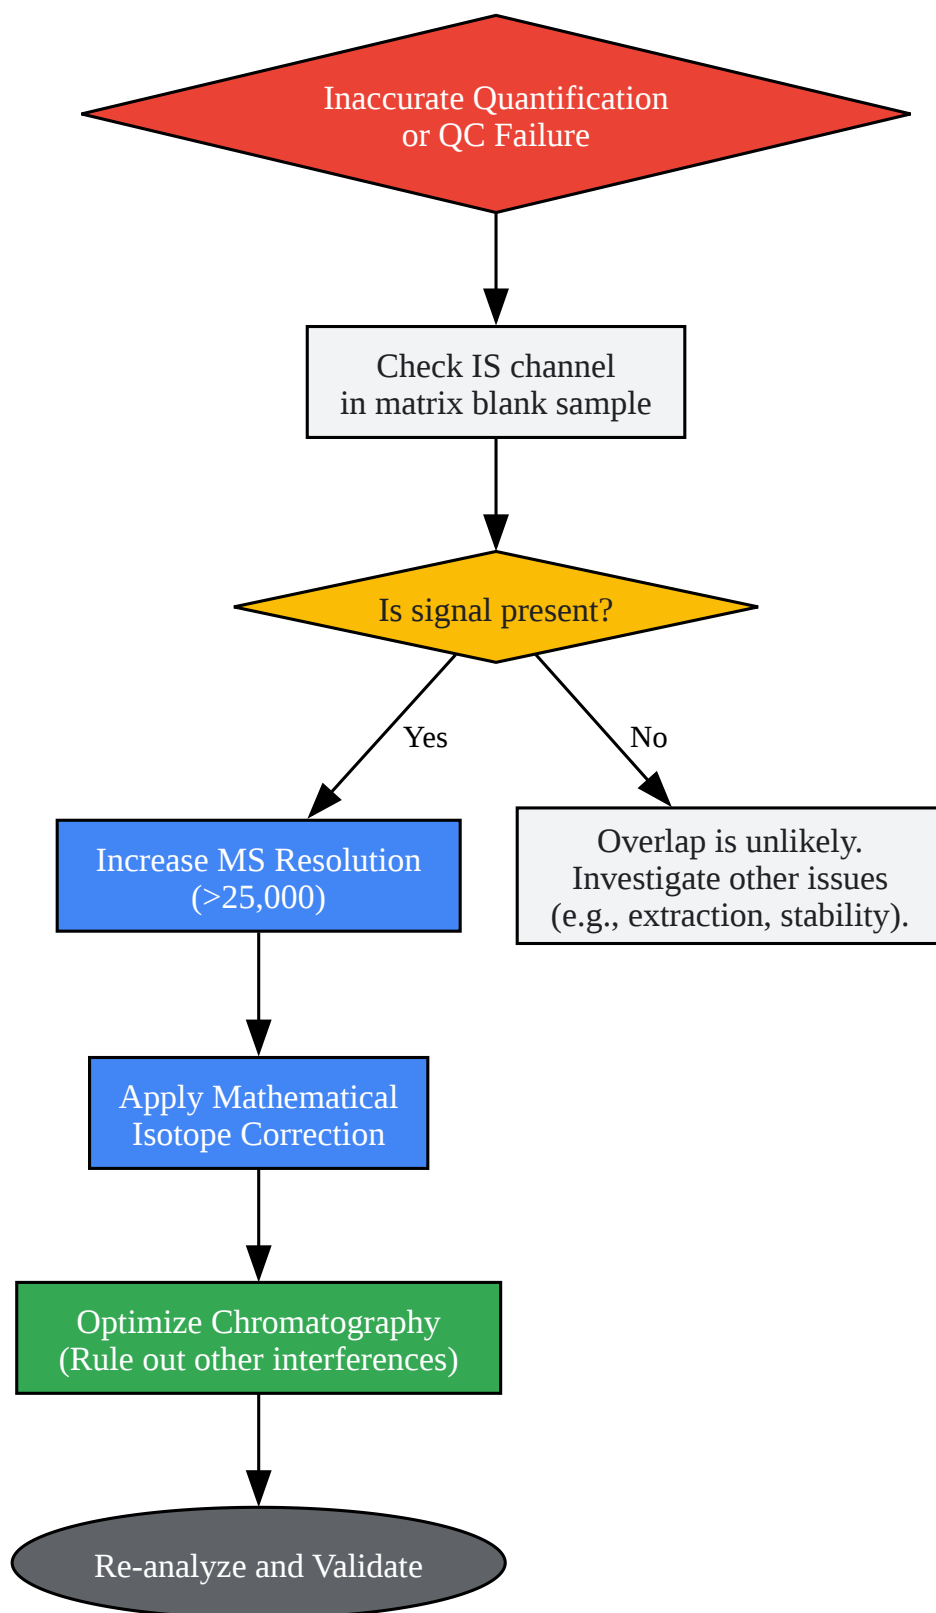 Inaccurate Quantification
or QC Failure
Check IS channel
in matrix blank sample
Is signal present?
Yes
No
Increase MS Resolution
(>25,000)
Overlap is unlikely.
Investigate other issues
(e.g., extraction, stability).
Apply Mathematical
Isotope Correction
Optimize Chromatography
(Rule out other interferences)
Re-analyze and Validate